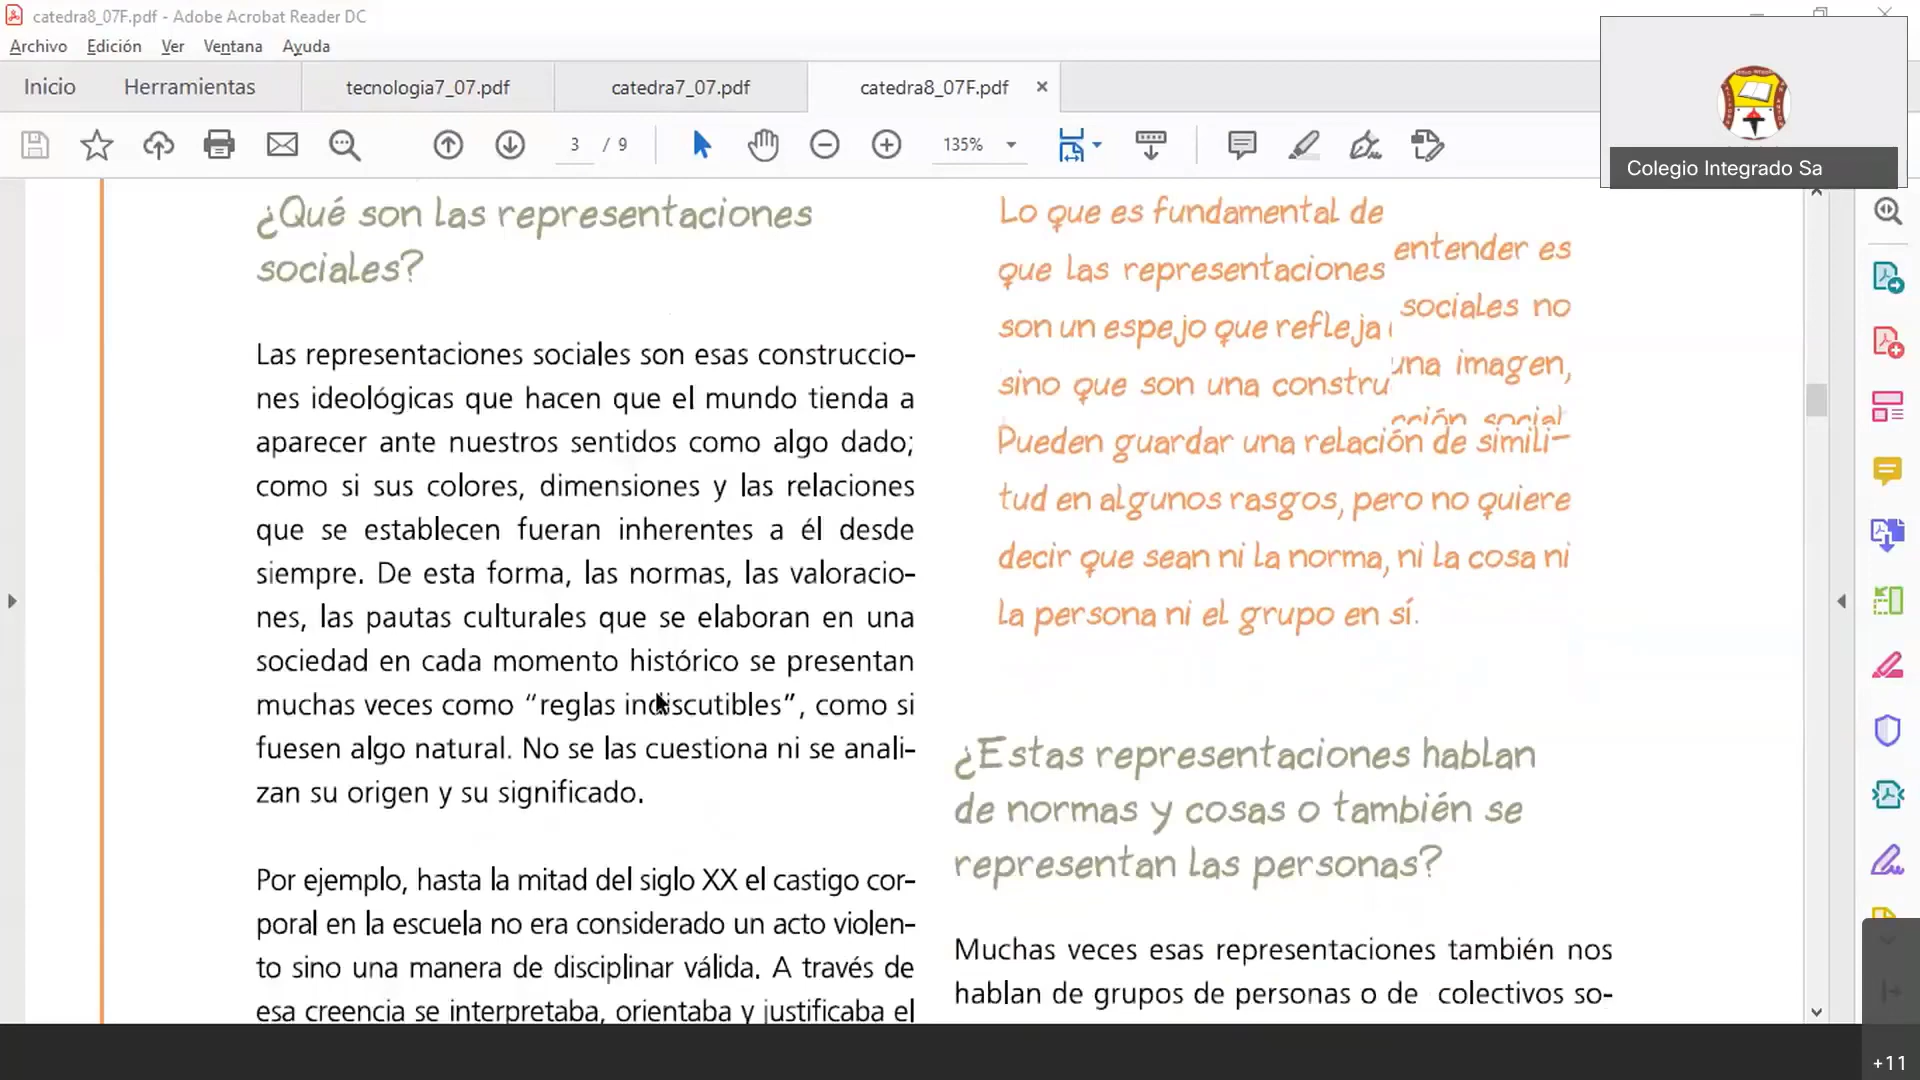 catedra8_07F.pdf - Adobe Acrobat Reader DC
Archivo Edición Ver Ventana Ayuda
Inicio Herramientas tecnologia7_07.pdf catedra7_07.pdf catedra8_07F.pdf
3 / 9 135%
Colegio Integrado Sa
¿Qué son las representaciones
sociales?
Las representaciones sociales son esas construccio-
nes ideológicas que hacen que el mundo tienda a
aparecer ante nuestros sentidos como algo dado;
como si sus colores, dimensiones y las relaciones
que se establecen fueran inherentes a él desde
siempre. De esta forma, las normas, las valoracio-
nes, las pautas culturales que se elaboran en una
sociedad en cada momento histórico se presentan
muchas veces como “reglas indiscutibles”, como si
fuesen algo natural. No se las cuestiona ni se anali-
zan su origen y su significado.
Por ejemplo, hasta la mitad del siglo XX el castigo cor-
poral en la escuela no era considerado un acto violen-
to sino una manera de disciplinar válida. A través de
esa creencia se interpretaba, orientaba y justificaba el
Lo que es fundamental de
entender es
que las representaciones
sociales no
son un espejo que refleja
una imagen,
sino que son una constru
cción social
Pueden guardar una relación de simili-
tud en algunos rasgos, pero no quiere
decir que sean ni la norma, ni la cosa ni
la persona ni el grupo en sí.
¿Estas representaciones hablan
de normas y cosas o también se
representan las personas?
Muchas veces esas representaciones también nos
hablan de grupos de personas o de colectivos so-
+11